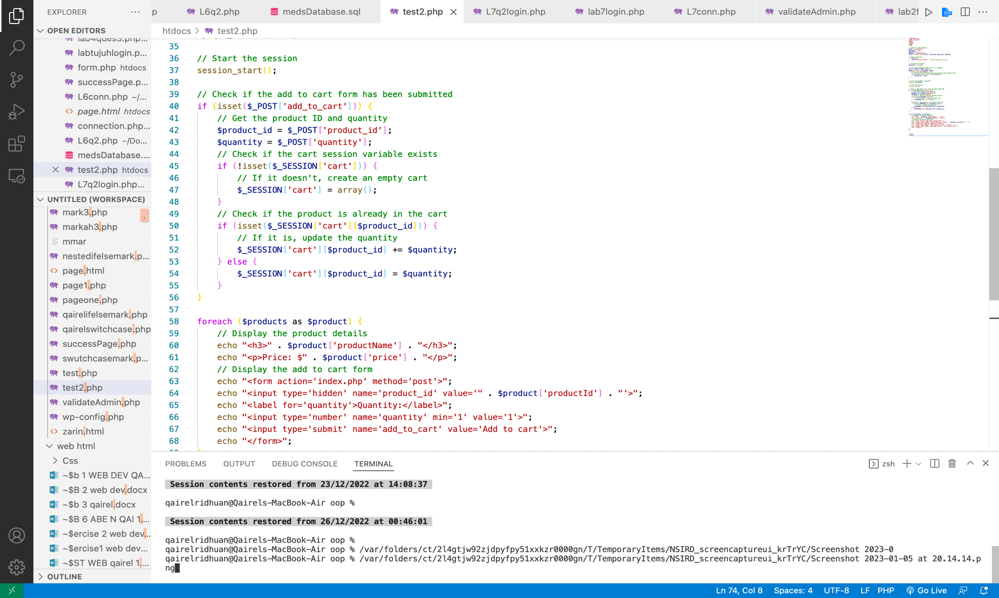 EXPLORER
p
L6q2.php
medsDatabase.sql
test2.php
L7q2login.php
lab7login.php
L7conn.php
validateAdmin.php
lab2f
OPEN EDITORS
lab4ques3.php...
labtujuhlogin.p...
form.php htdocs
successPage.p...
L6conn.php ~/...
page.html htdocs
connection.php...
L6q2.php ~/Do...
medsDatabase....
test2.php htdocs
L7q2login.php...
UNTITLED (WORKSPACE)
mark3.php
markah3.php
mmar
nestedifelsemark.p...
page.html
page1.php
pageone.php
qairelifelsemark.php
qairelswitchcase.php
successPage.php
swutchcasemark.p...
test.php
test2.php
validateAdmin.php
wp-config.php
zarin.html
web html
Css
~$b 1 WEB DEV QA...
~$B 2 web dev.docx
~$b 3 qairel.docx
~$B 6 ABE N QAI 1....
~$ercise 2 web dev...
~$ercise1 web dev...
~$ST WEB qairel 1....
OUTLINE
htdocs > test2.php
35
36 // Start the session
37 session_start();
38
39 // Check if the add to cart form has been submitted
40 if (isset($_POST['add_to_cart'])) {
41 // Get the product ID and quantity
42 $product_id = $_POST['product_id'];
43 $quantity = $_POST['quantity'];
44 // Check if the cart session variable exists
45 if (!isset($_SESSION['cart'])) {
46 // If it doesn't, create an empty cart
47 $_SESSION['cart'] = array();
48 }
49 // Check if the product is already in the cart
50 if (isset($_SESSION['cart'][$product_id])) {
51 // If it is, update the quantity
52 $_SESSION['cart'][$product_id] += $quantity;
53 } else {
54 $_SESSION['cart'][$product_id] = $quantity;
55 }
56 }
57
58 foreach ($products as $product) {
59 // Display the product details
60 echo "<h3>" . $product['productName'] . "</h3>";
61 echo "<p>Price: $" . $product['price'] . "</p>";
62 // Display the add to cart form
63 echo "<form action='index.php' method='post'>";
64 echo "<input type='hidden' name='product_id' value='" . $product['productId'] . "'>";
65 echo "<label for='quantity'>Quantity:</label>";
66 echo "<input type='number' name='quantity' min='1' value='1'>";
67 echo "<input type='submit' name='add_to_cart' value='Add to cart'>";
68 echo "</form>";
PROBLEMS OUTPUT DEBUG CONSOLE TERMINAL
zsh
Session contents restored from 23/12/2022 at 14:08:37
qairelridhuan@Qairels-MacBook-Air oop %
Session contents restored from 26/12/2022 at 00:46:01
qairelridhuan@Qairels-MacBook-Air oop %
qairelridhuan@Qairels-MacBook-Air oop % /var/folders/ct/2l4gtjw92zjdpyfpy51xxkzr0000gn/T/TemporaryItems/NSIRD_screencaptureui_krTrYC/Screenshot 2023-0
qairelridhuan@Qairels-MacBook-Air oop % /var/folders/ct/2l4gtjw92zjdpyfpy51xxkzr0000gn/T/TemporaryItems/NSIRD_screencaptureui_krTrYC/Screenshot 2023-01-05 at 20.14.14.p
ng
Ln 74, Col 8 Spaces: 4 UTF-8 LF PHP Go Live